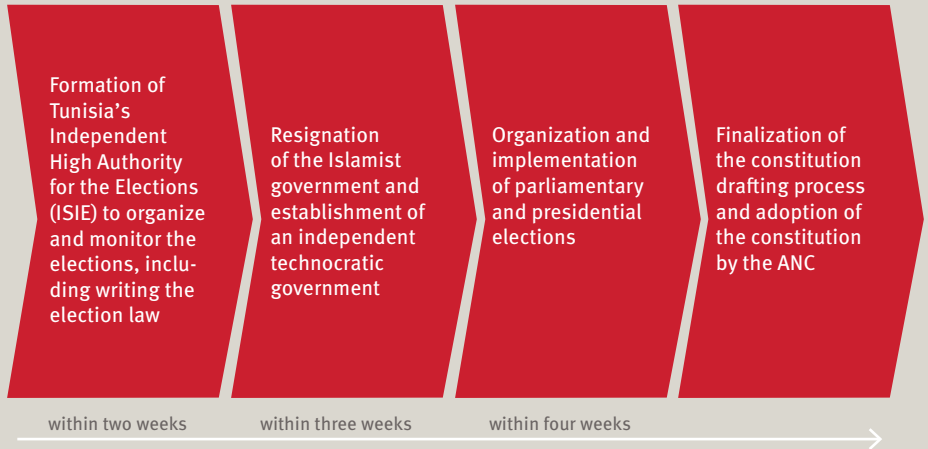 Formation of
Tunisia's
Independent
High Authority
for the Elections
(ISIE) to organize
and monitor the
elections, inclu-
ding writing the
election law
Resignation
of the Islamist
government and
establishment of
an independent
technocratic
government
Organization and
implementation
of parliamentary
and presidential
elections
Finalization of
the constitution
drafting process
and adoption of
the constitution
by the ANC
within two weeks
within three weeks
within four weeks